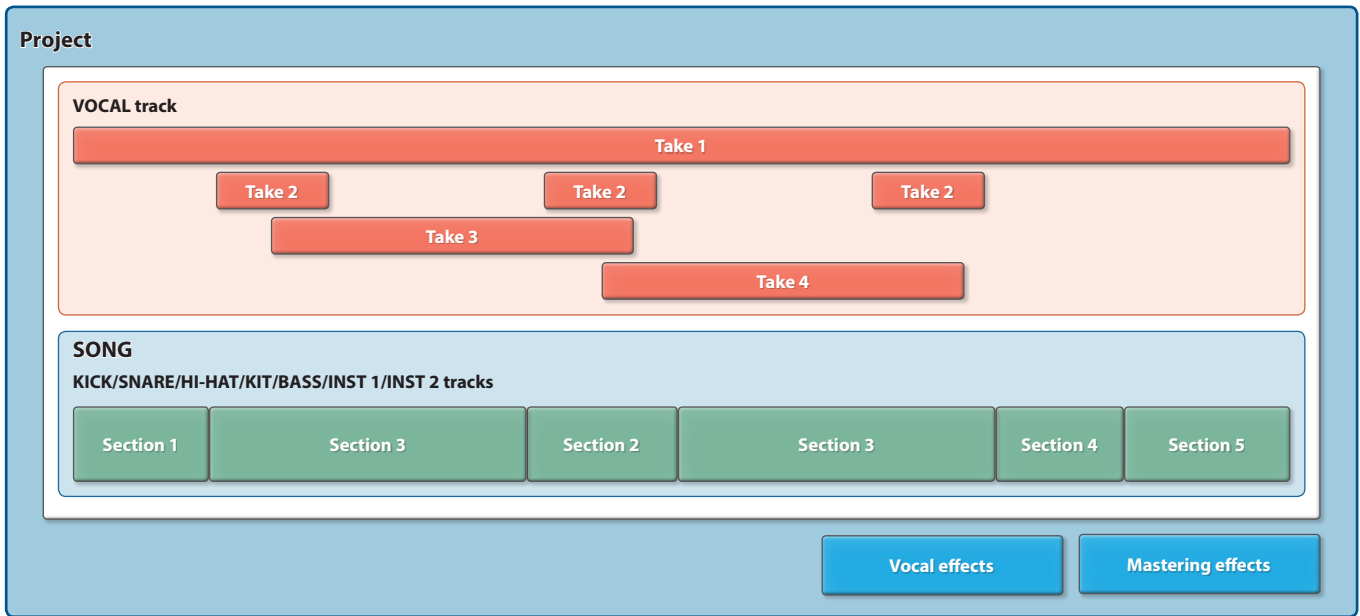 Project
VOCAL track
Take 1
Take 2
Take 2
Take 2
Take 3
Take 4
SONG
KICK/SNARE/HI-HAT/KIT/BASS/INST 1/INST 2 tracks
Section 1
Section 3
Section 2
Section 3
Section 4
Section 5
Vocal effects
Mastering effects